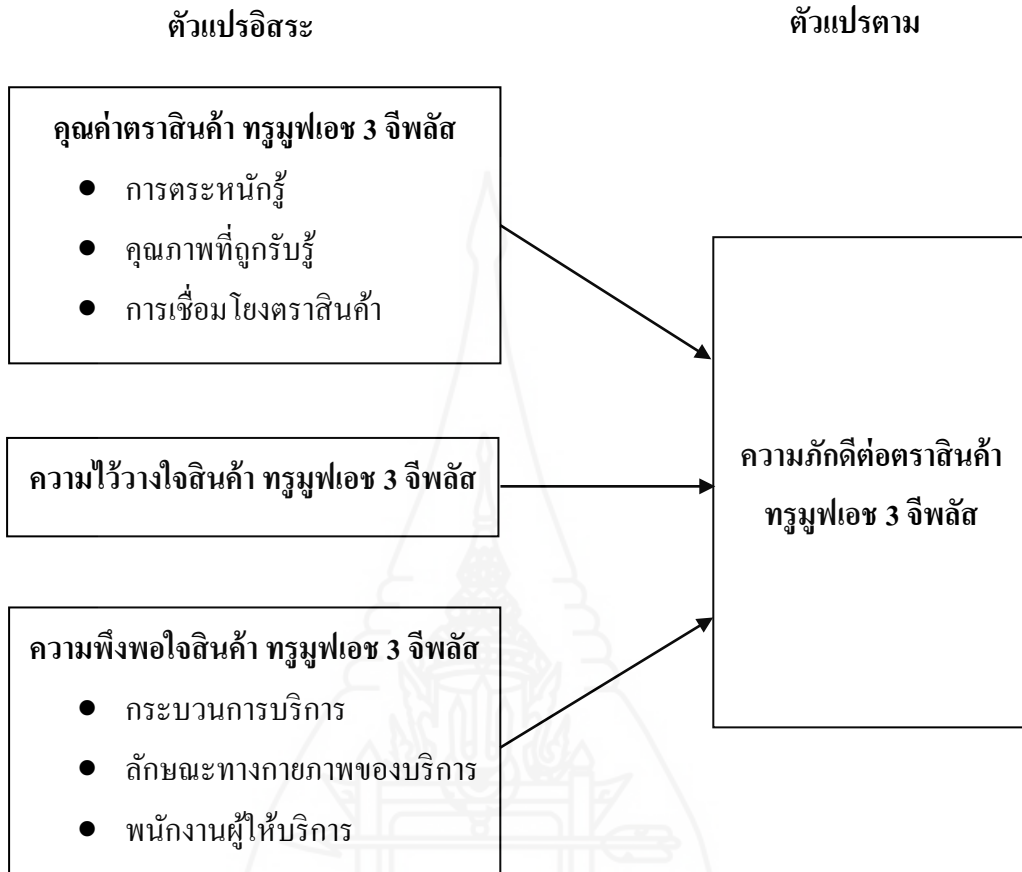 ตัวแปรอิสระ
ตัวแปรตาม
คุณค่าตราสินค้า ทรูมูฟเอช 3 จีพลัส
● การตระหนักรู้
● คุณภาพที่ถูกรับรู้
● การเชื่อมโยงตราสินค้า
ความไว้วางใจสินค้า ทรูมูฟเอช 3 จีพลัส
ความพึงพอใจสินค้า ทรูมูฟเอช 3 จีพลัส
● กระบวนการบริการ
● ลักษณะทางกายภาพของบริการ
● พนักงานผู้ให้บริการ
ความภักดีต่อตราสินค้า
ทรูมูฟเอช 3 จีพลัส